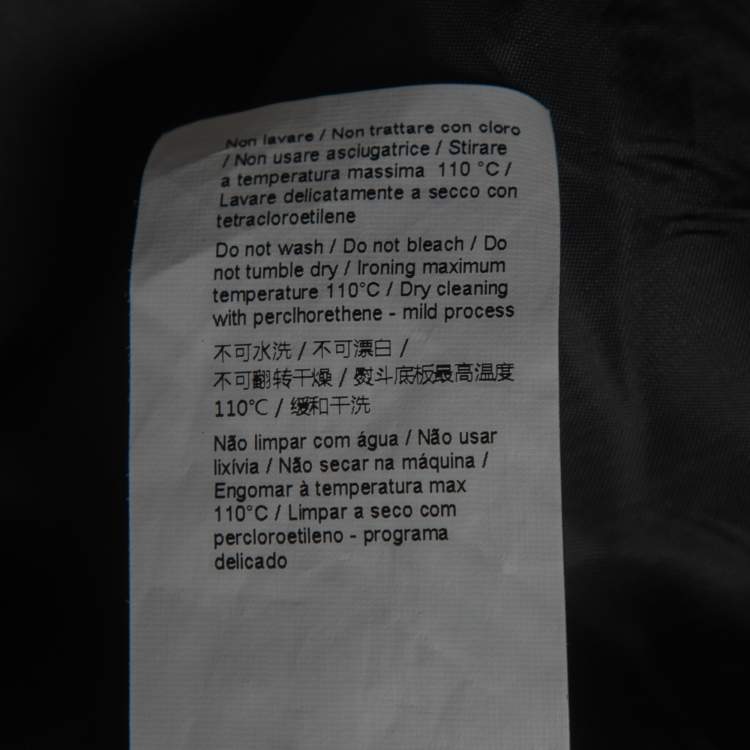 Non lavare / Non trattare con cloro
/ Non usare asciugatrice / Stirare
a temperatura massima 110 °C /
Lavare delicatamente a secco con
tetracloroetilene
Do not wash / Do not bleach / Do
not tumble dry / Ironing maximum
temperature 110°C / Dry cleaning
with perclhorethene - mild process
不可水洗 / 不可漂白 /
不可翻转干燥 / 熨斗底板最高温度
110℃ / 缓和干洗
Não limpar com água / Não usar
lixívia / Não secar na máquina /
Engomar à temperatura max
110°C / Limpar a seco com
percloroetileno - programa
delicado